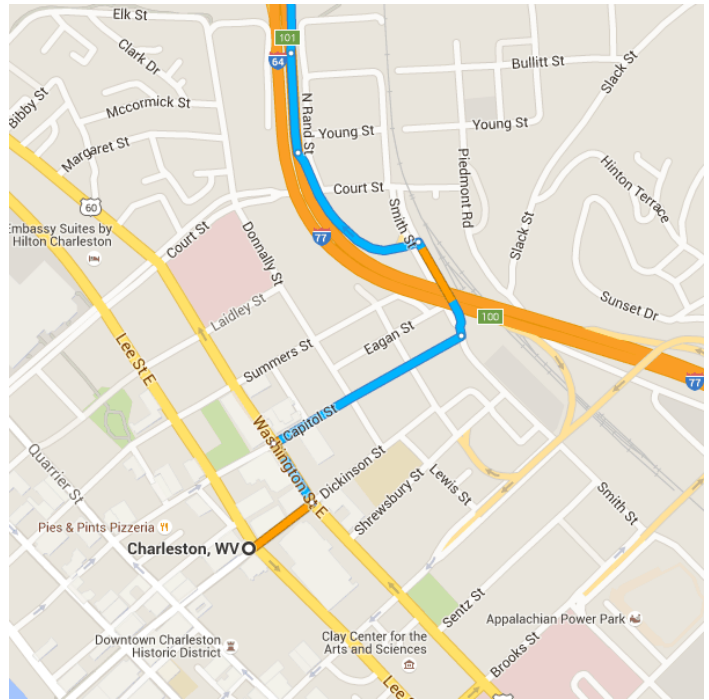 Elk St
101
64
Clark Dr
Bullitt St
Slack St
Bibby St
Mccormick St
N Rand St
Young St
Young St
Margaret St
Piedmont Rd
Hinton Terrace
60
Court St
Embassy Suites by
Hilton Charleston
Court St
Smith St
Slack St
77
Donnally St
Laidley St
Sunset Dr
100
Lee St E
Eagan St
Summers St
77
Capitol St
Washington St E
Quarrier St
Dickinson St
Lewis St
Shrewsbury St
Smith St
Pies & Pints Pizzeria
Charleston, WV
Sentz St
Appalachian Power Park
Downtown Charleston
Historic District
Clay Center for the
Arts and Sciences
Brooks St
Lee St E
Washington St E